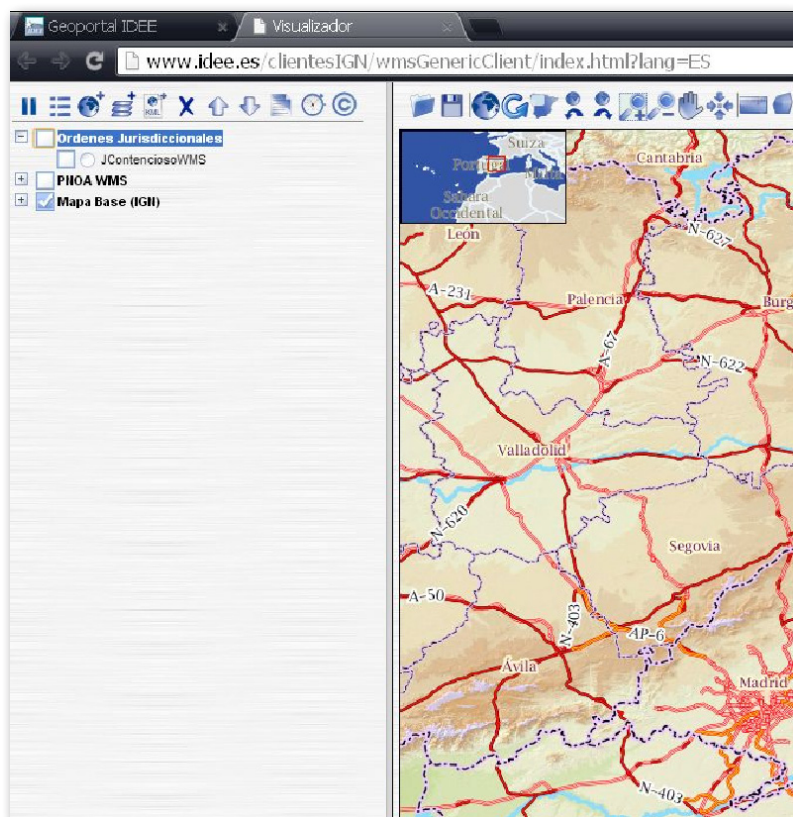 Geoportal IDEE
Visualizador
www.idee.es/clientesIGN/wmsGenericClient/index.html?lang=ES
Ordenes Jurisdiccionales
JContenciosoWMS
PNOA WMS
Mapa Base (IGN)
Suiza
Portugal
Sahara
Occidental
Cantabria
León
N-627
A-231
Palencia
Burg
A-67
N-622
Valladolid
N-620
Segovia
A-50
N-403
AP-6
Ávila
Madrid
N-403